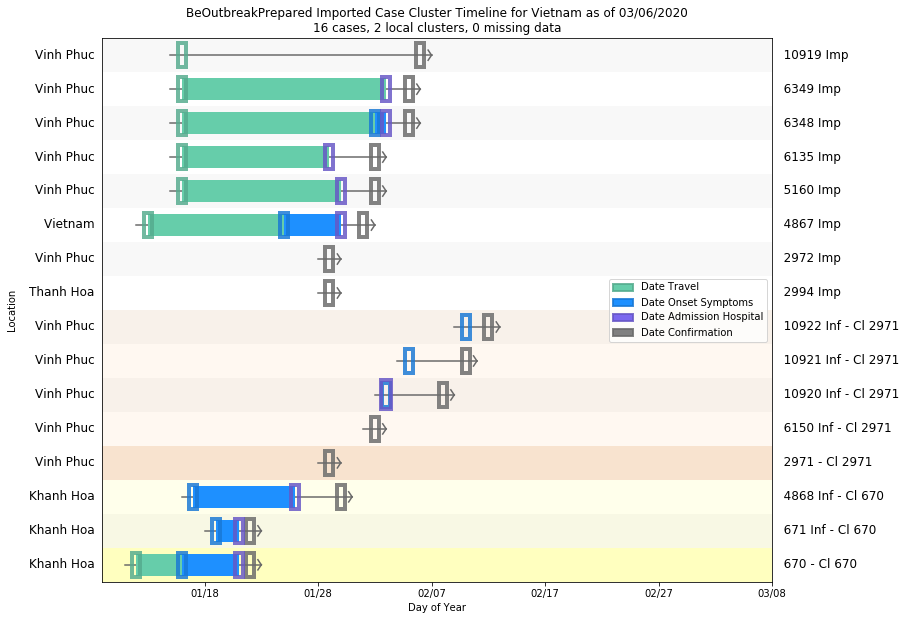 BeOutbreakPrepared Imported Case Cluster Timeline for Vietnam as of 03/06/2020
16 cases, 2 local clusters, 0 missing data
Vinh Phuc 10919 Imp
Vinh Phuc 6349 Imp
Vinh Phuc 6348 Imp
Vinh Phuc 6135 Imp
Vinh Phuc 5160 Imp
Vietnam 4867 Imp
Vinh Phuc 2972 Imp
Thanh Hoa 2994 Imp
Vinh Phuc 10922 Inf - Cl 2971
Vinh Phuc 10921 Inf - Cl 2971
Vinh Phuc 10920 Inf - Cl 2971
Vinh Phuc 6150 Inf - Cl 2971
Vinh Phuc 2971 - Cl 2971
Khanh Hoa 4868 Inf - Cl 670
Khanh Hoa 671 Inf - Cl 670
Khanh Hoa 670 - Cl 670
Location
Date Travel
Date Onset Symptoms
Date Admission Hospital
Date Confirmation
01/18 01/28 02/07 02/17 02/27 03/08
Day of Year